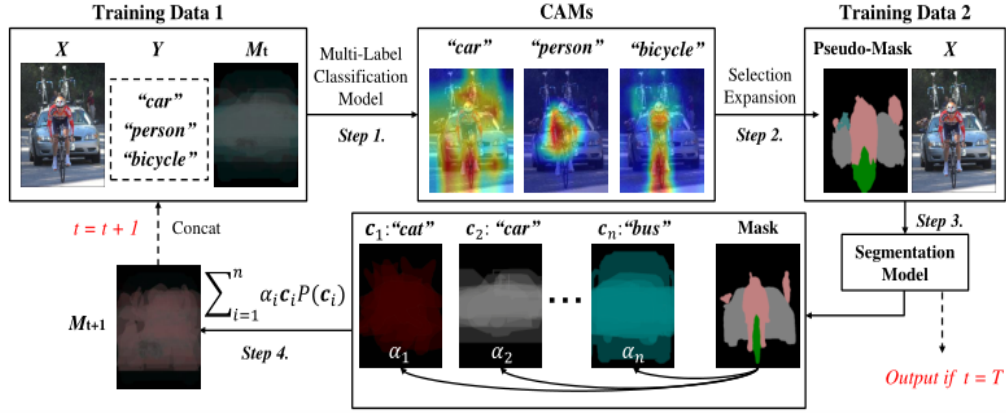 Training Data 1
X Y Mt
“car”
“person”
“bicycle”
Multi-Label
Classification
Model
Step 1.
CAMs
“car” “person” “bicycle”
Selection
Expansion
Step 2.
Training Data 2
Pseudo-Mask X
Step 3.
Segmentation
Model
Output if t = T
c₁:“cat” c₂: “car” cₙ:“bus” Mask
...
α₁ α₂ αₙ
Step 4.
∑ᵢ₌₁ⁿ αᵢcᵢP(cᵢ)
Mt+1
t = t + 1 Concat